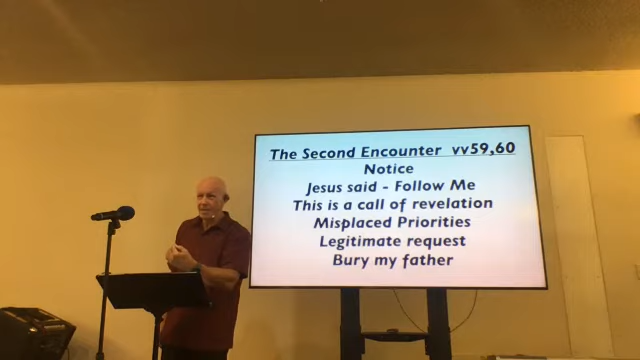 The Second Encounter vv59,60
Notice
Jesus said - Follow Me
This is a call of revelation
Misplaced Priorities
Legitimate request
Bury my father